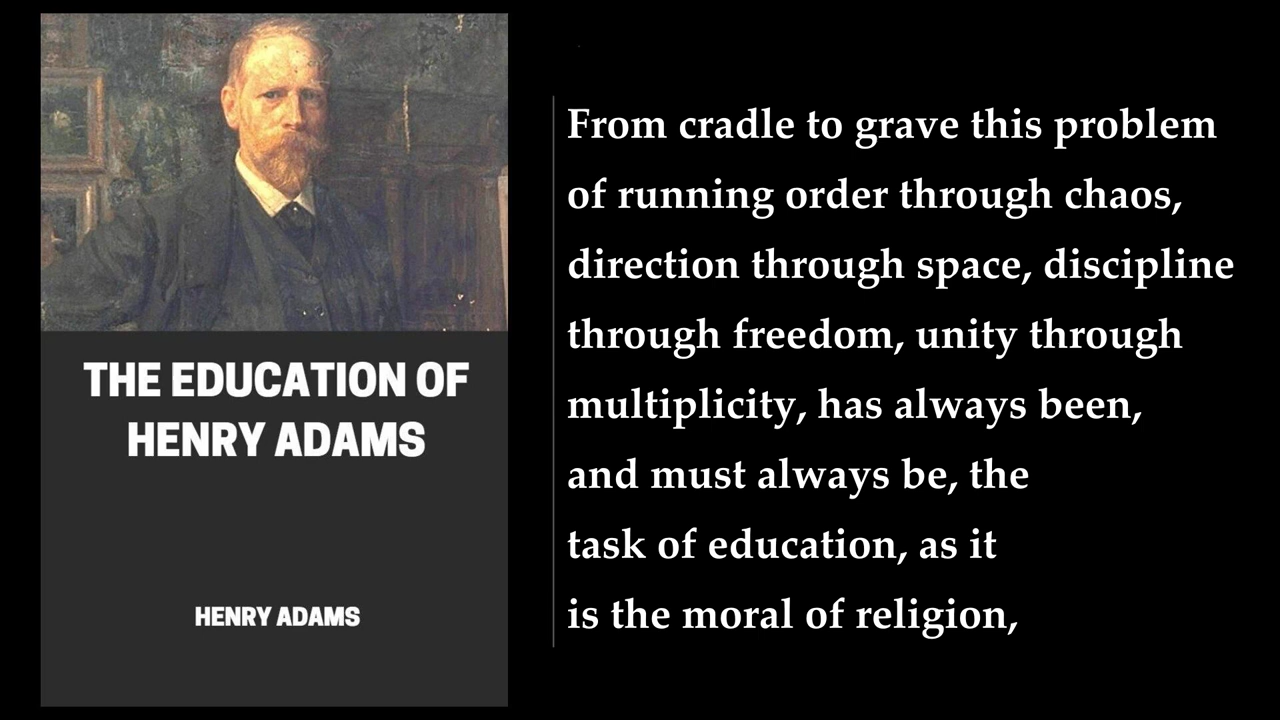 THE EDUCATION OF
HENRY ADAMS
HENRY ADAMS
From cradle to grave this problem
of running order through chaos,
direction through space, discipline
through freedom, unity through
multiplicity, has always been,
and must always be, the
task of education, as it
is the moral of religion,